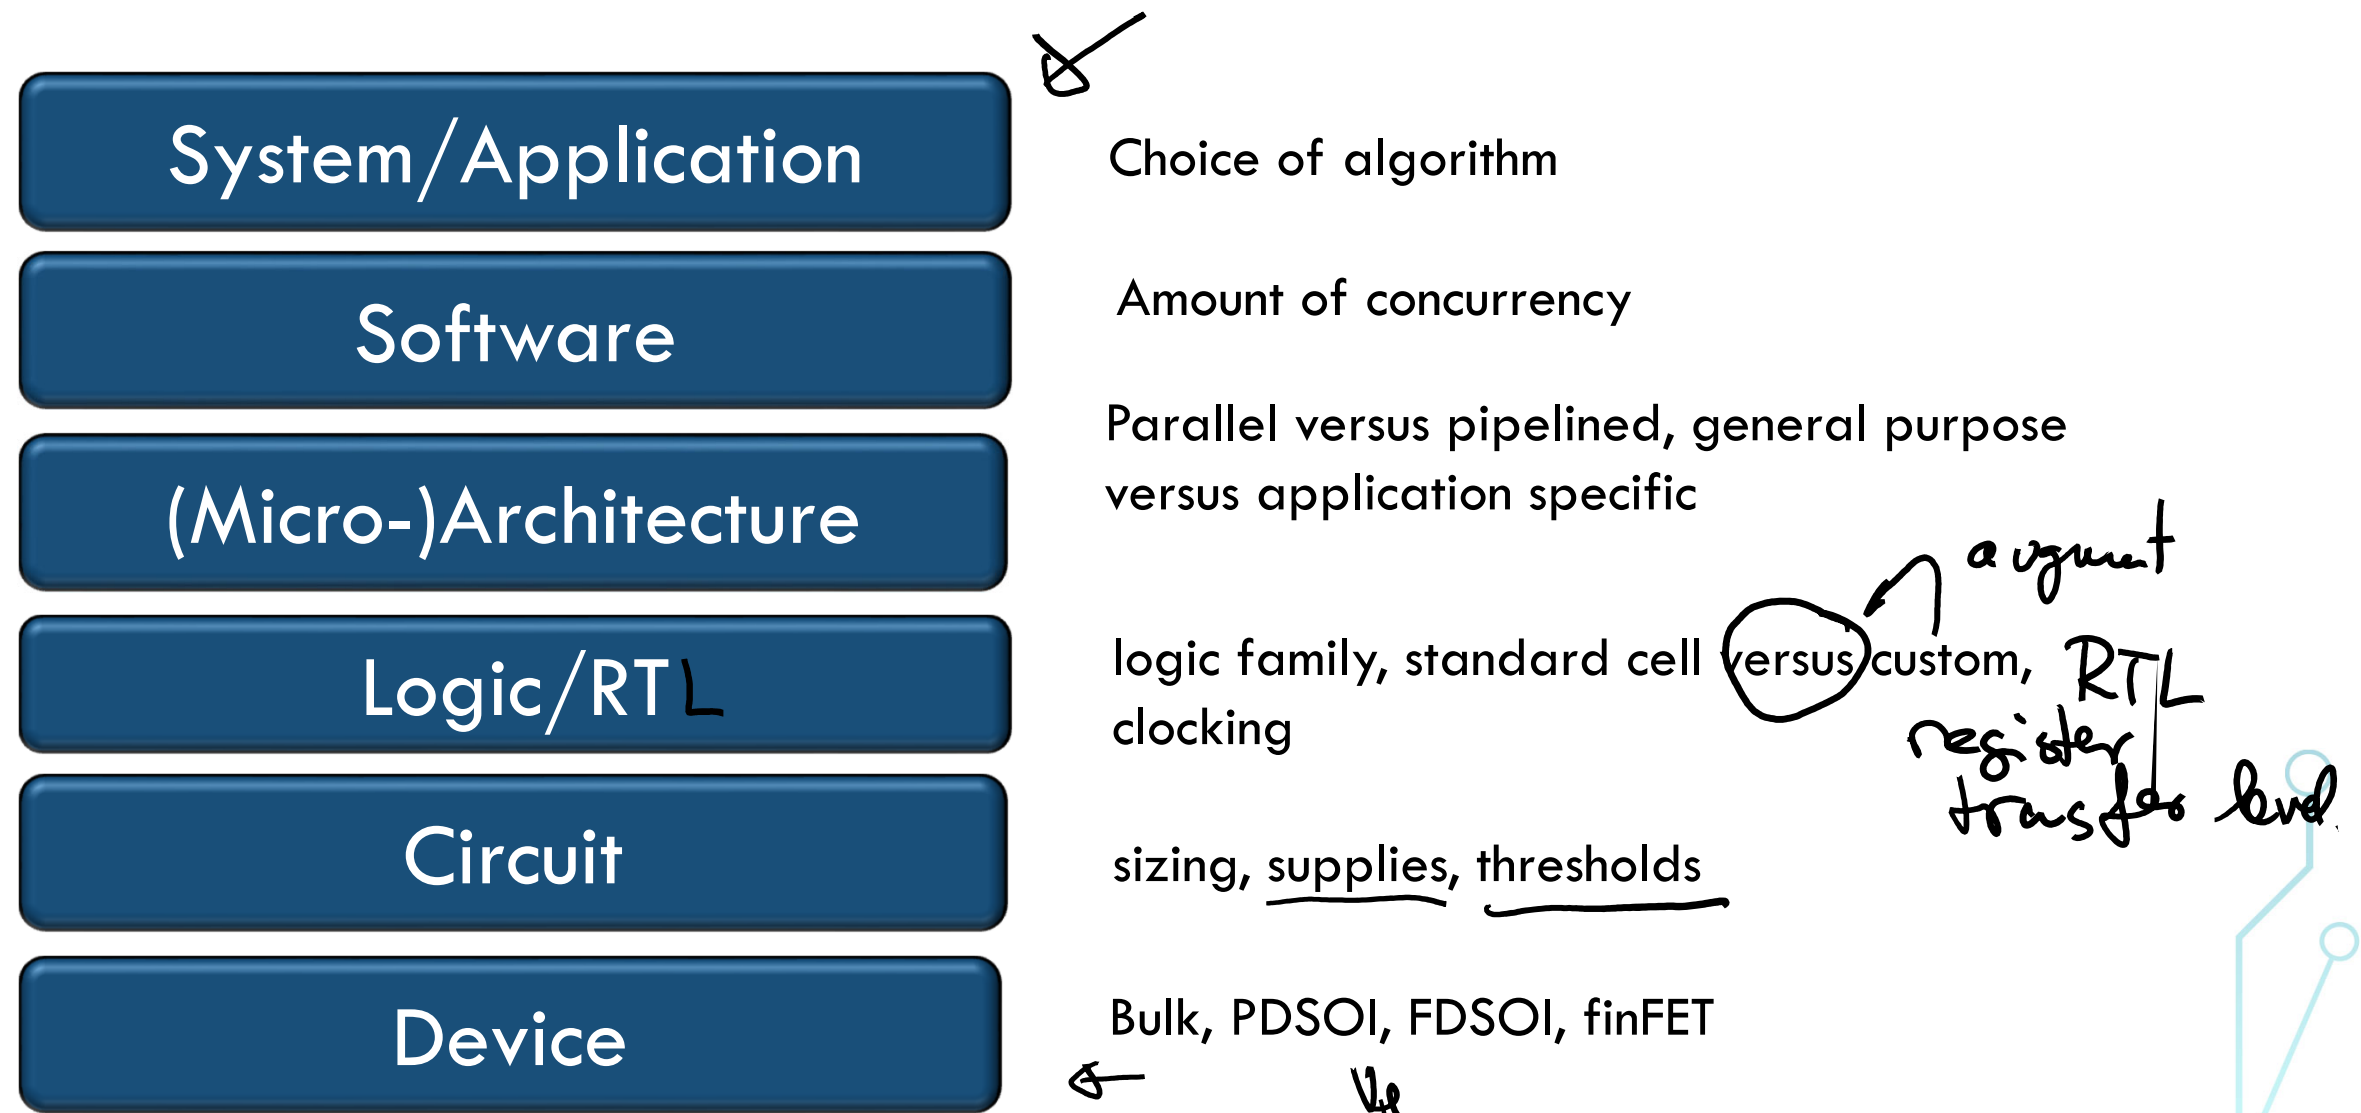 System/Application
Choice of algorithm
Software
Amount of concurrency
(Micro-)Architecture
Parallel versus pipelined, general purpose
versus application specific
augment
Logic/RTL
logic family, standard cell versus custom,
clocking
RTL
register
transfer level
Circuit
sizing, supplies, thresholds
Device
Bulk, PDSOI, FDSOI, finFET